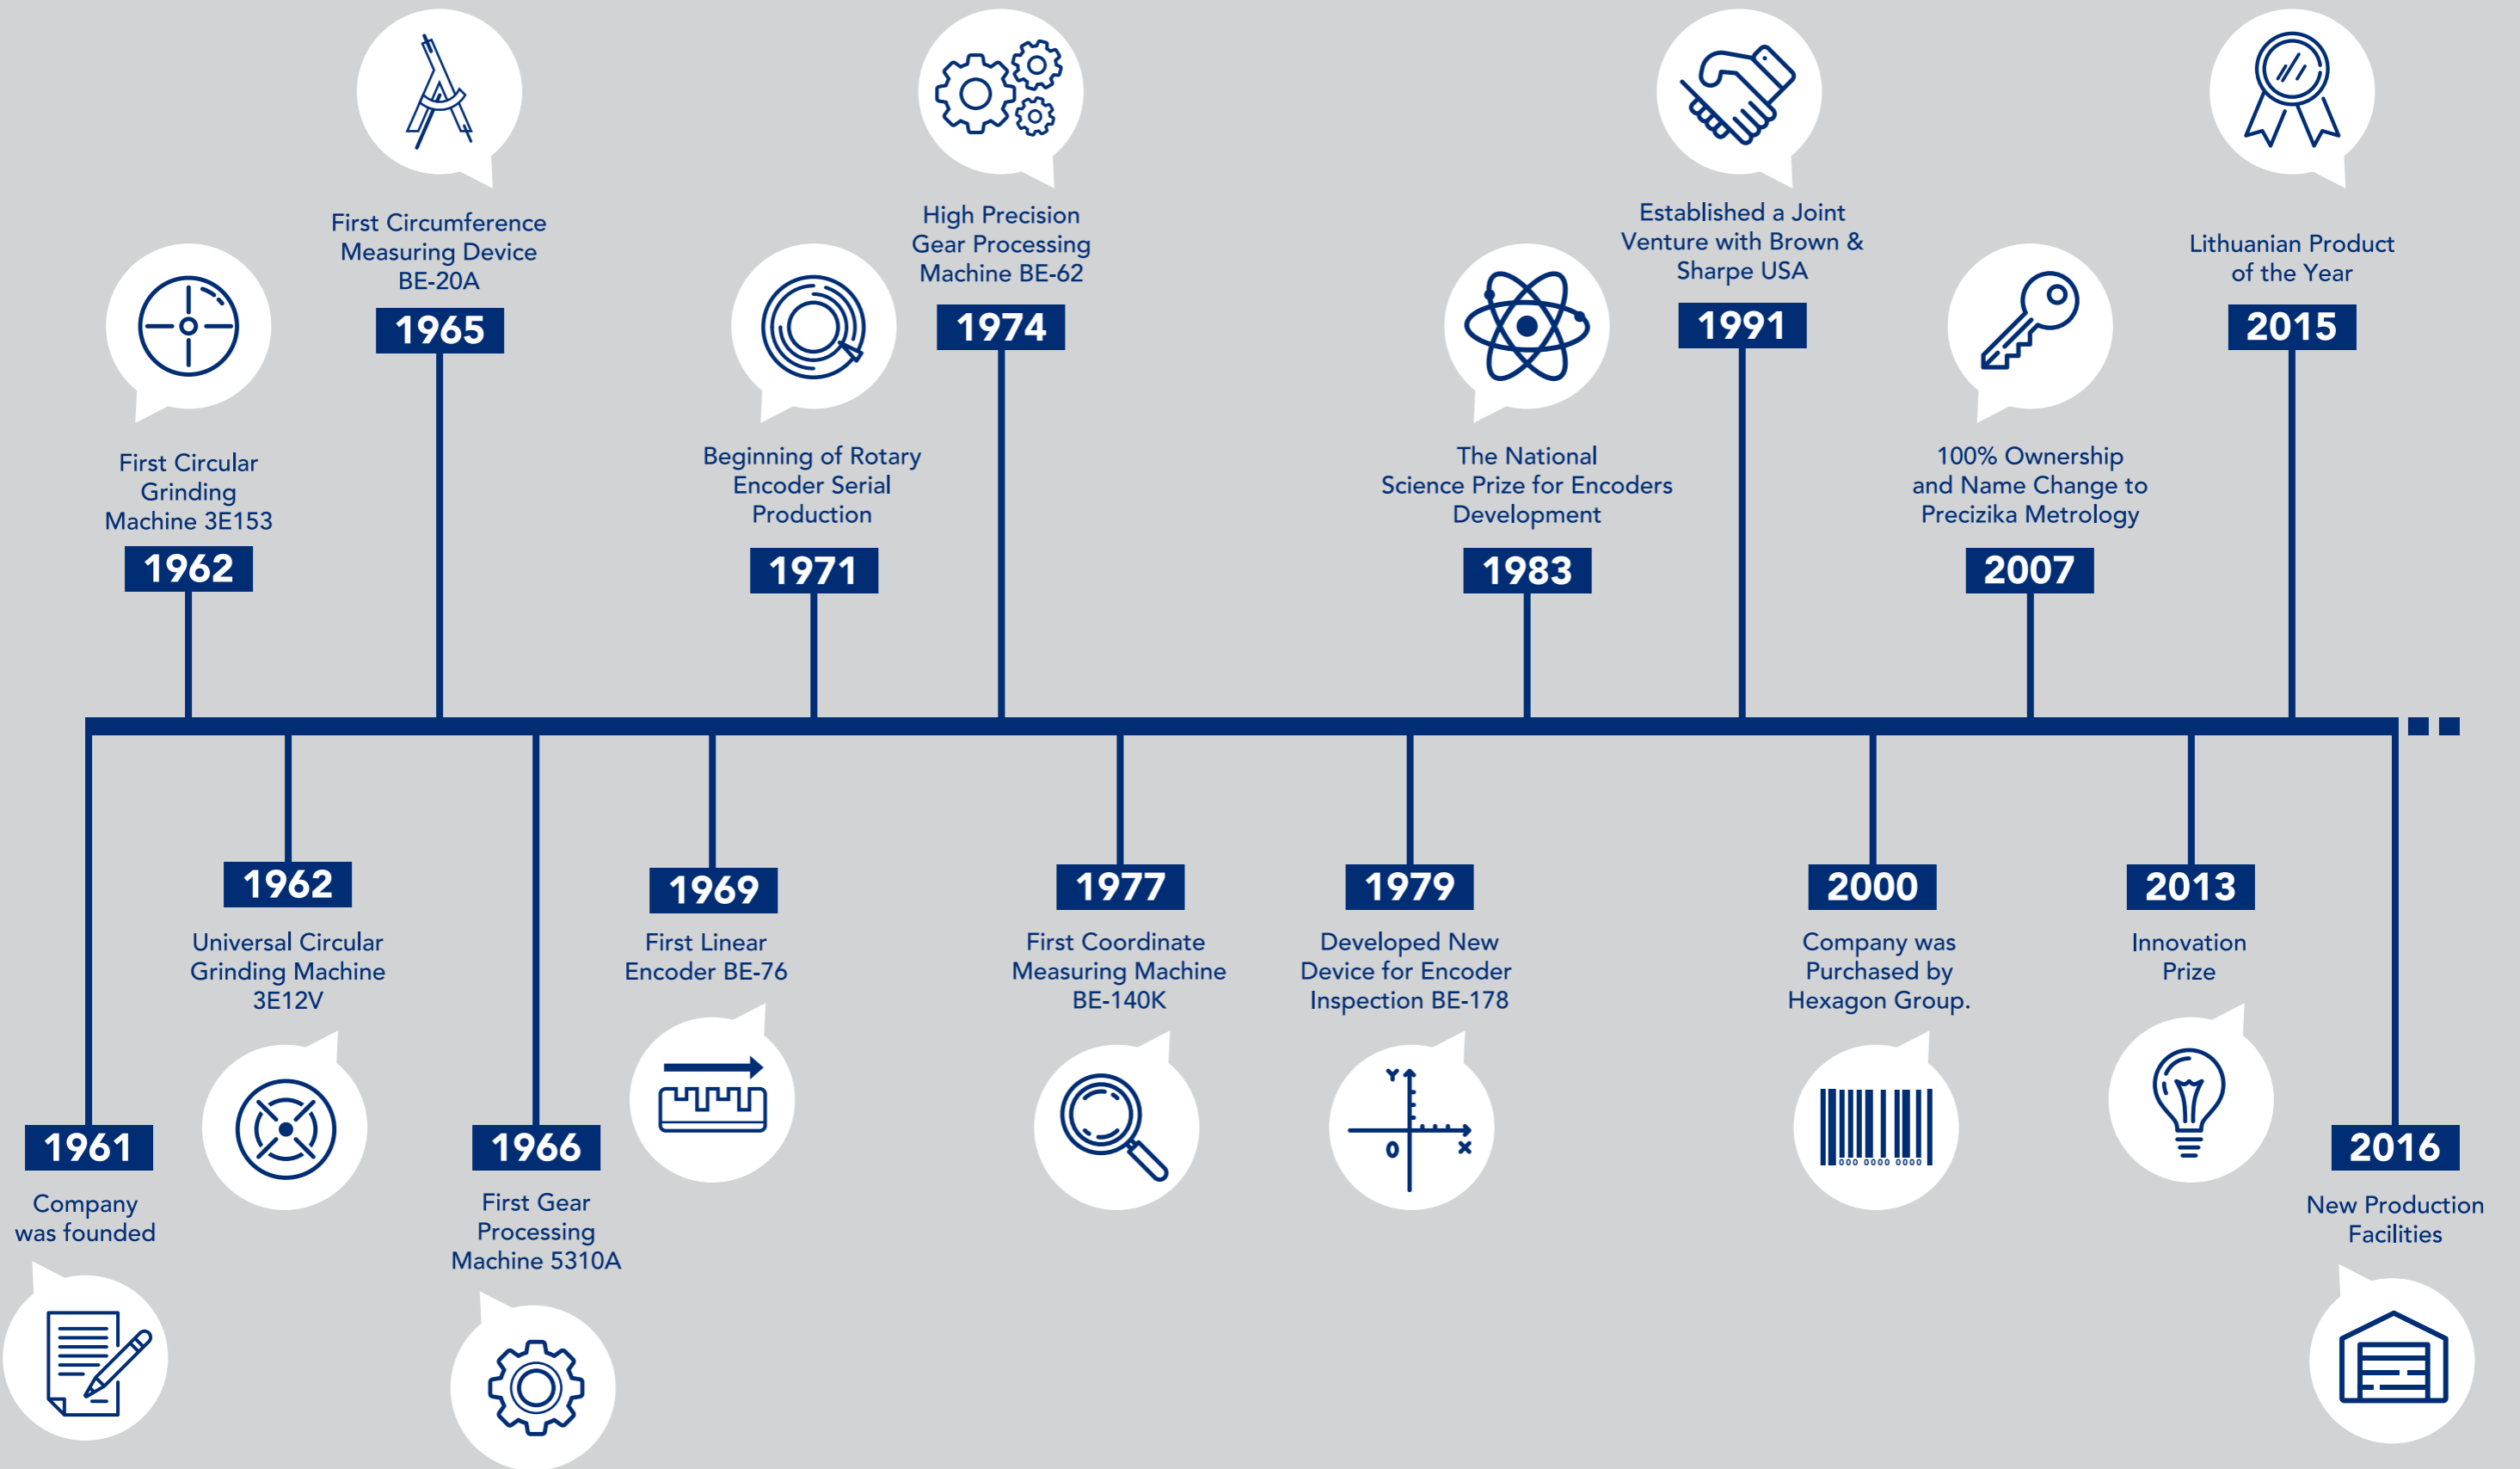 First Circumference
Measuring Device
BE-20A
1965
High Precision
Gear Processing
Machine BE-62
1974
Established a Joint
Venture with Brown &
Sharpe USA
1991
Lithuanian Product
of the Year
2015
First Circular
Grinding
Machine 3E153
1962
Beginning of Rotary
Encoder Serial
Production
1971
The National
Science Prize for Encoders
Development
1983
100% Ownership
and Name Change to
Precizika Metrology
2007
1962
Universal Circular
Grinding Machine
3E12V
1969
First Linear
Encoder BE-76
1977
First Coordinate
Measuring Machine
BE-140K
1979
Developed New
Device for Encoder
Inspection BE-178
Y
O
X
2000
Company was
Purchased by
Hexagon Group.
000 0000 0000
2013
Innovation
Prize
1961
Company
was founded
1966
First Gear
Processing
Machine 5310A
2016
New Production
Facilities